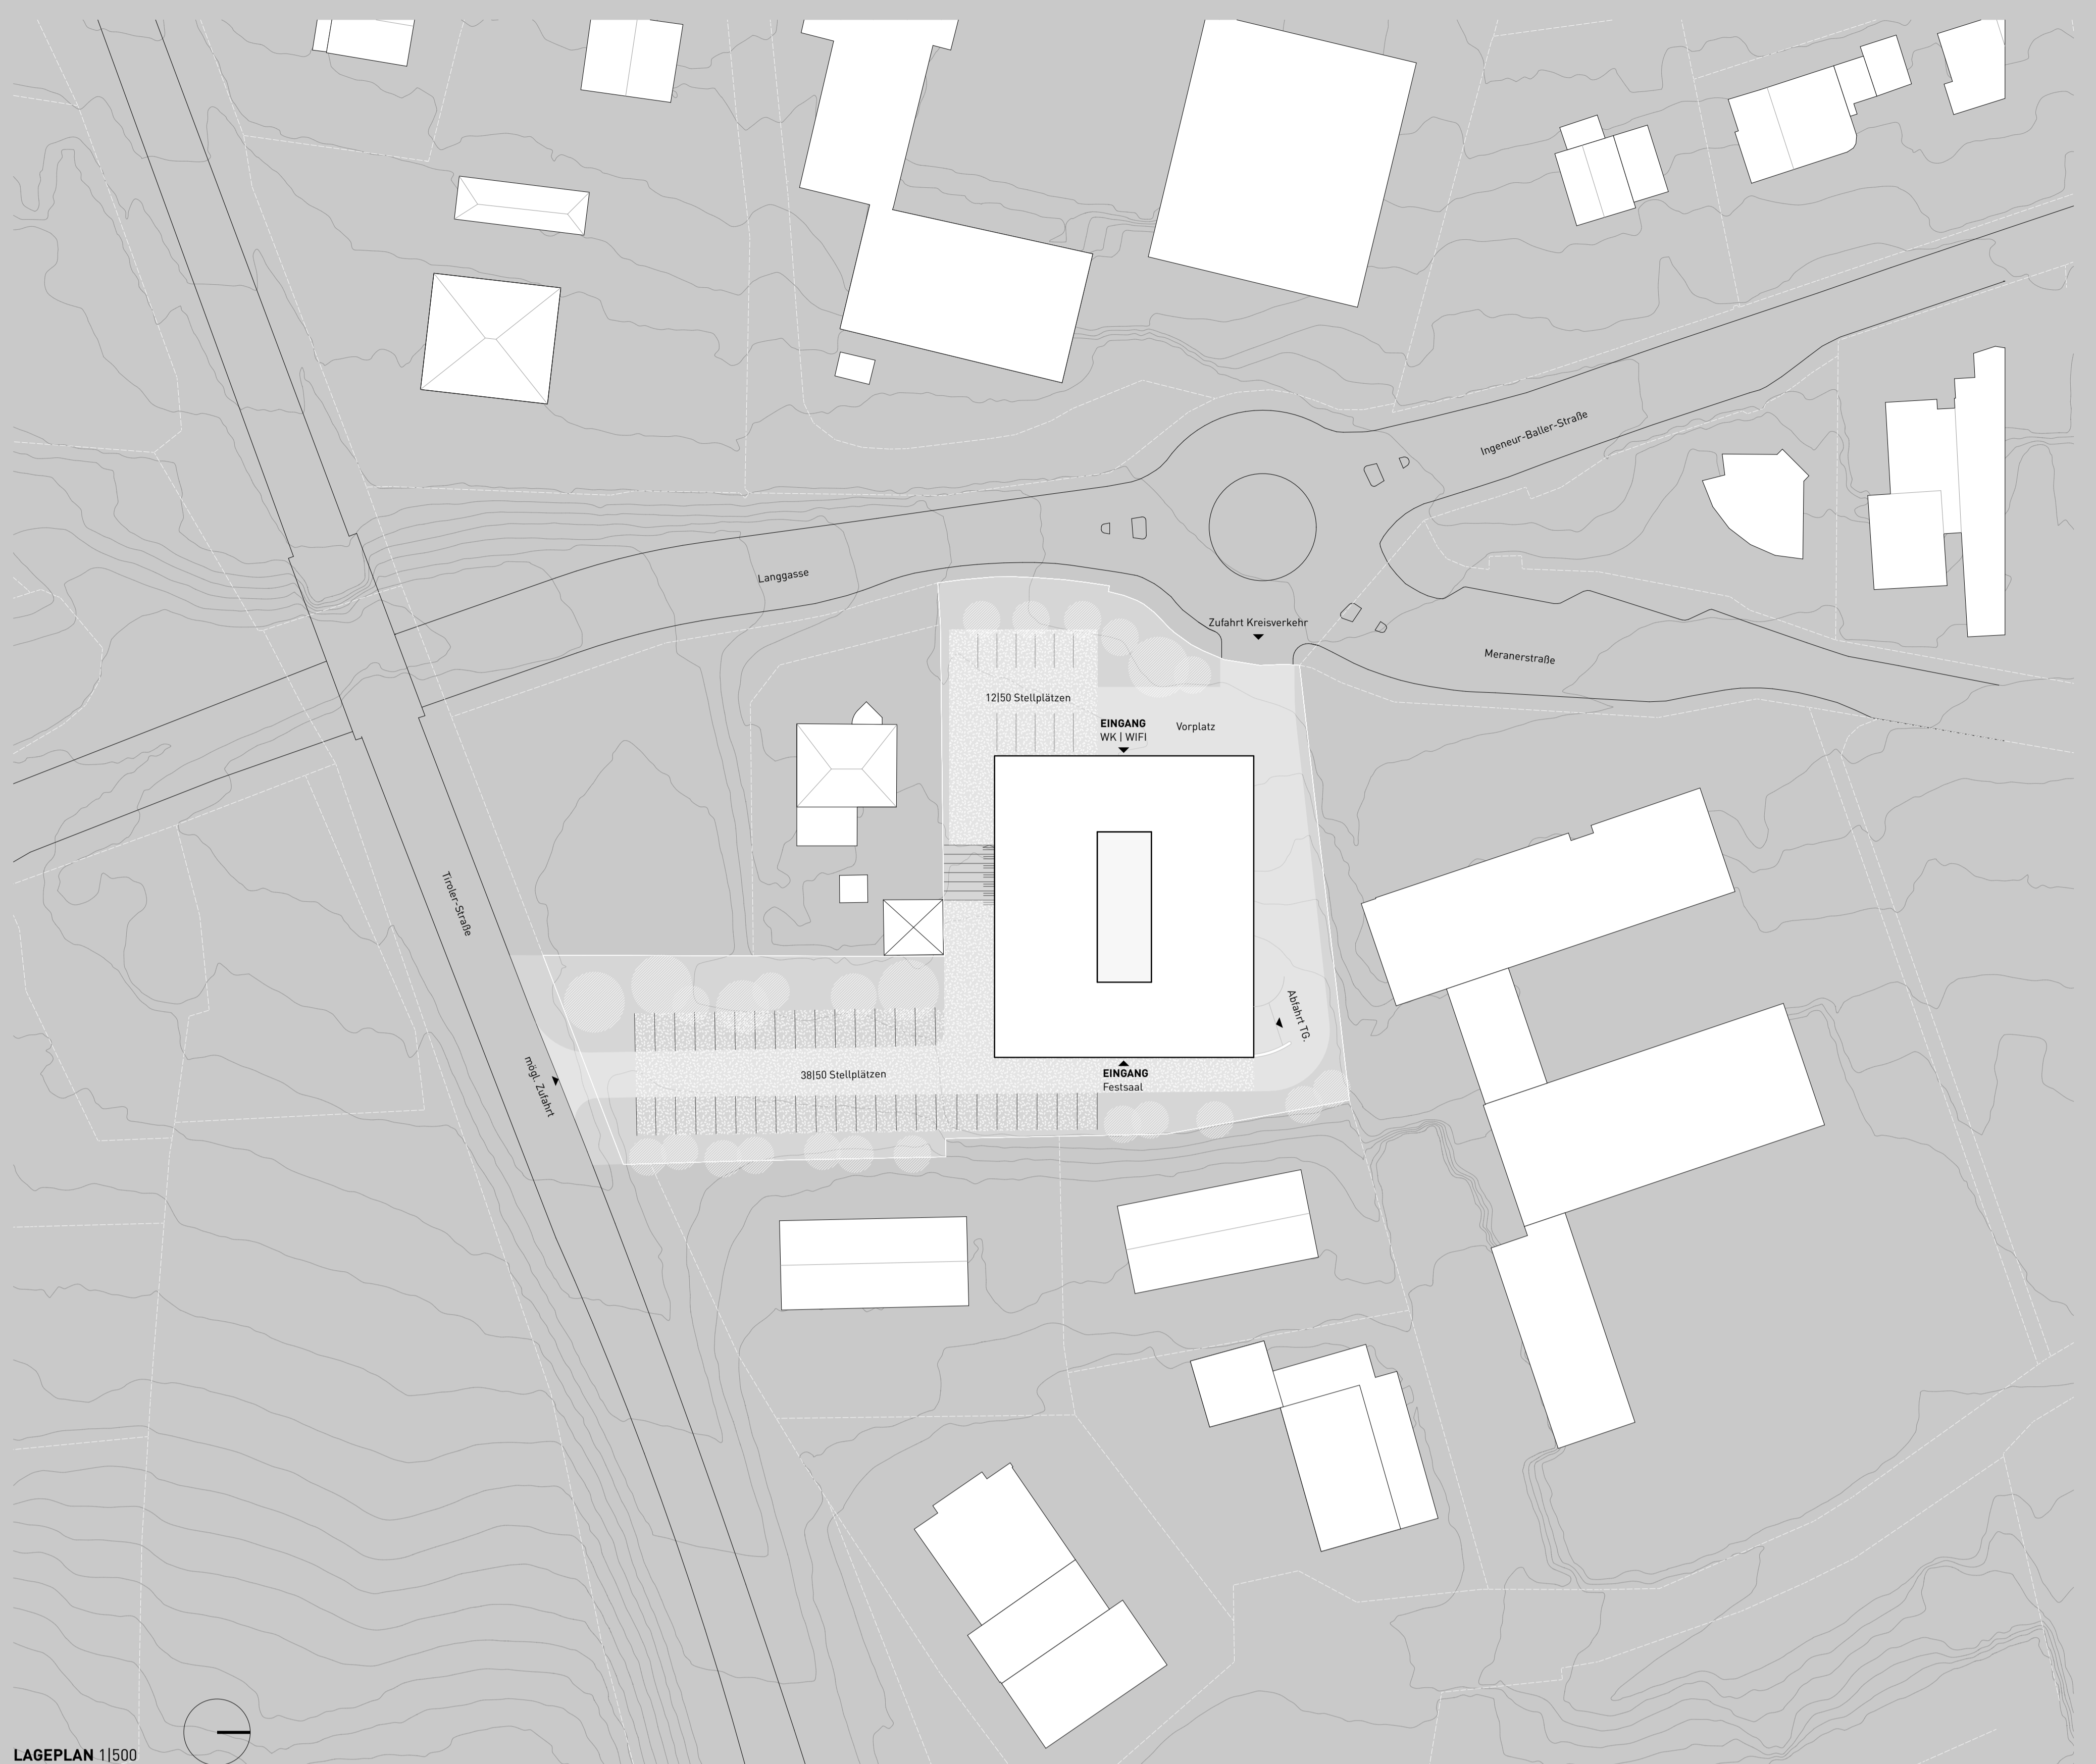 Ingeneur-Baller-Straße
Langgasse
Zufahrt Kreisverkehr
Meranerstraße
12|50 Stellplätzen
EINGANG
WK | WIFI
Vorplatz
Tiroler-Straße
Abfahrt TG.
mögl. Zufahrt
38|50 Stellplätzen
EINGANG
Festsaal
LAGEPLAN 1|500